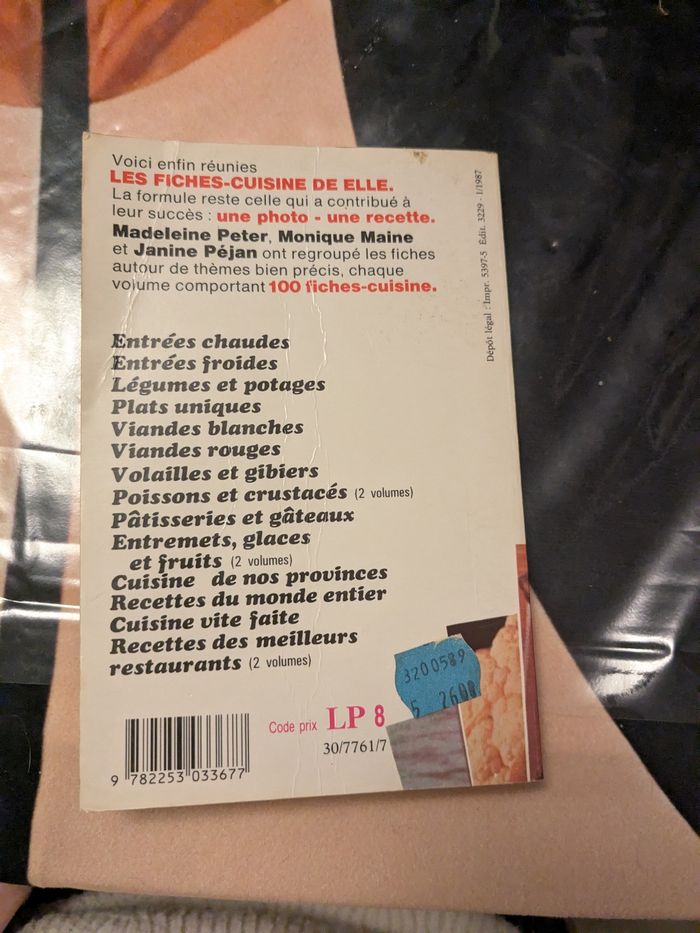 Voici enfin réunies
LES FICHES-CUISINE DE ELLE.
La formule reste celle qui a contribué à
leur succès : une photo - une recette.
Madeleine Peter, Monique Maine
et Janine Péjan ont regroupé les fiches
autour de thèmes bien précis, chaque
volume comportant 100 fiches-cuisine.
Dépôt légal : Impr. 5397-5 Édit. 3229 - 1/1987
Entrées chaudes
Entrées froides
Légumes et potages
Plats uniques
Viandes blanches
Viandes rouges
Volailles et gibiers
Poissons et crustacés (2 volumes)
Pâtisseries et gâteaux
Entremets, glaces
et fruits (2 volumes)
Cuisine de nos provinces
Recettes du monde entier
Cuisine vite faite
Recettes des meilleurs
restaurants (2 volumes)
3200589
Code prix LP 8
30/7761/7
9 782253 033677